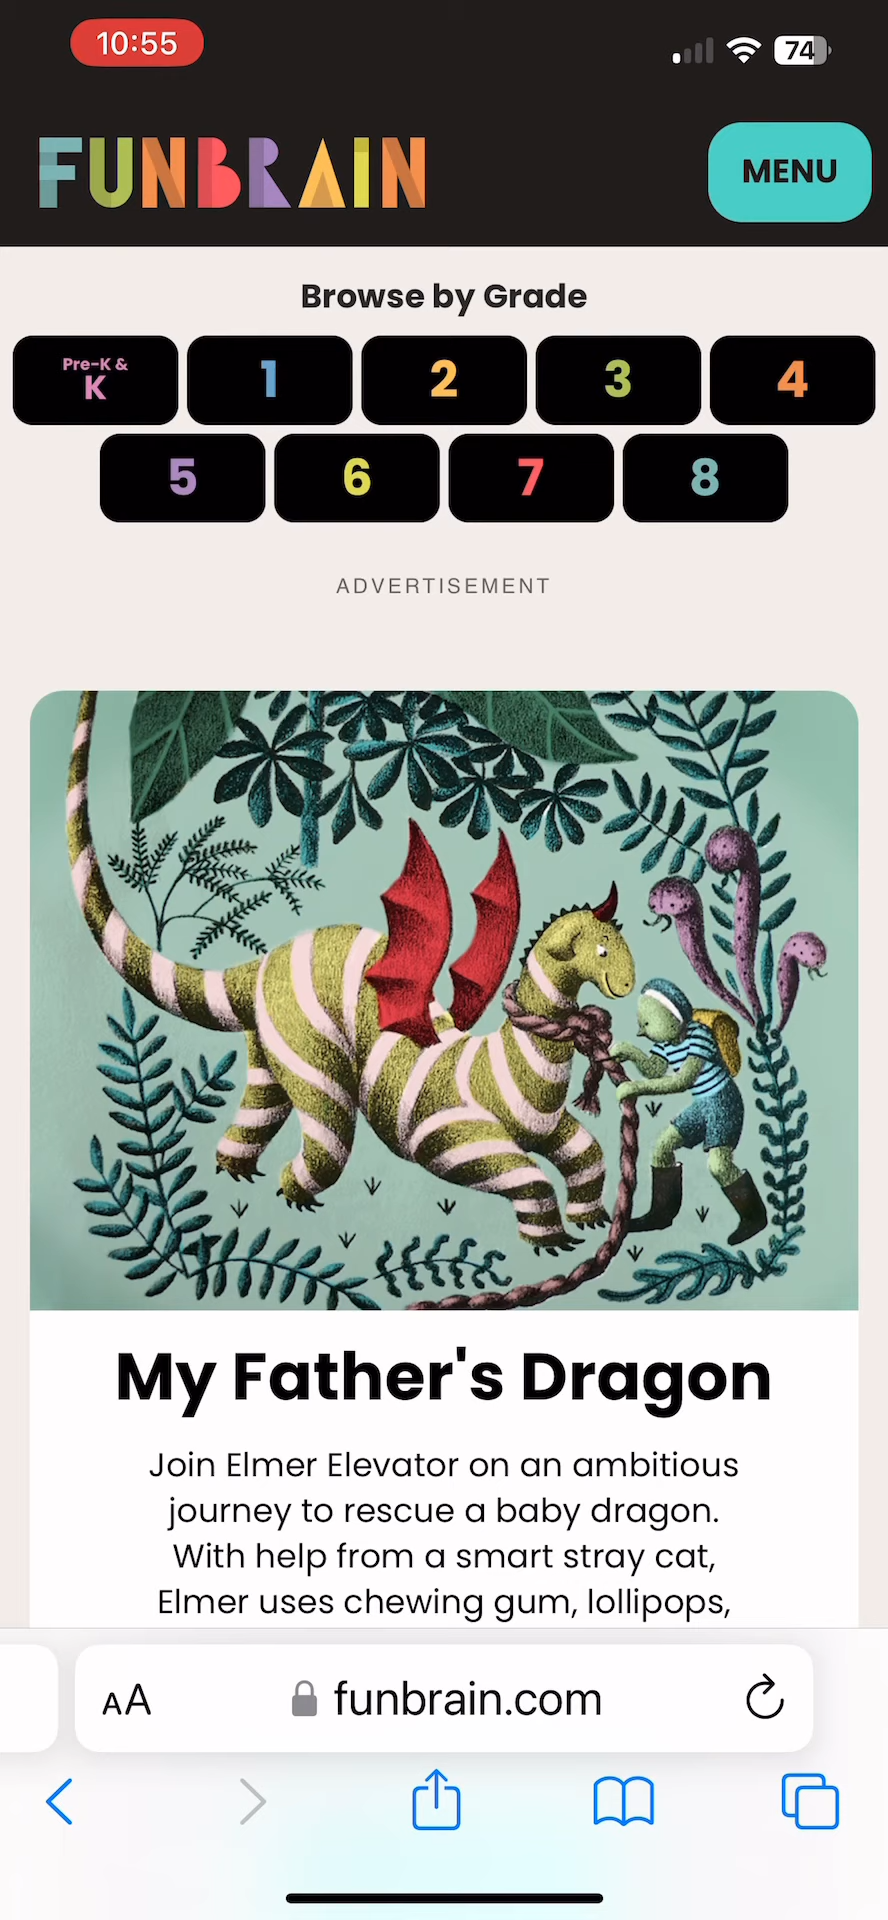 10:55
74
FUNBRAIN
MENU
Browse by Grade
Pre-K &
K
1
2
3
4
5
6
7
8
ADVERTISEMENT
My Father's Dragon
Join Elmer Elevator on an ambitious
journey to rescue a baby dragon.
With help from a smart stray cat,
Elmer uses chewing gum, lollipops,
AA
funbrain.com